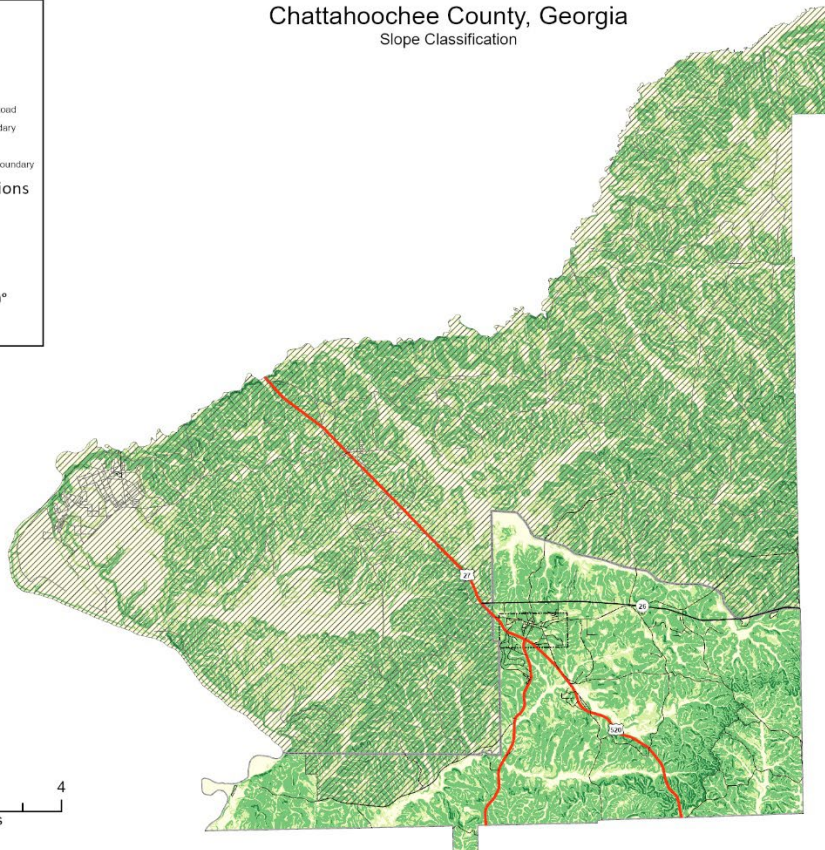 Chattahoochee County, Georgia
Slope Classification
oad
dary
oundary
ions
27
26
520
4
s